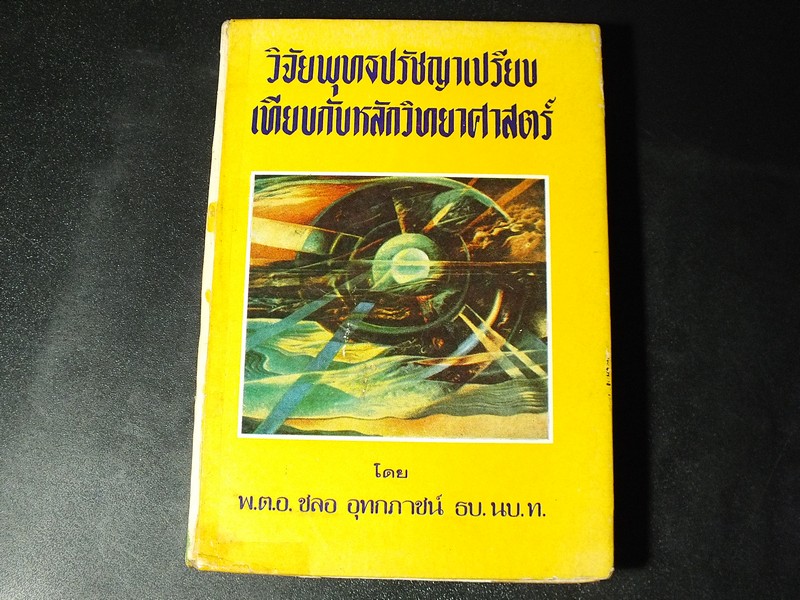 วิจัยพุทธปรัชญาเปรียบ
เทียบกับหลักวิทยาศาสตร์
โดย
พ.ต.อ. ชลอ อุทกภาชน์ ธบ. นบ. ท.